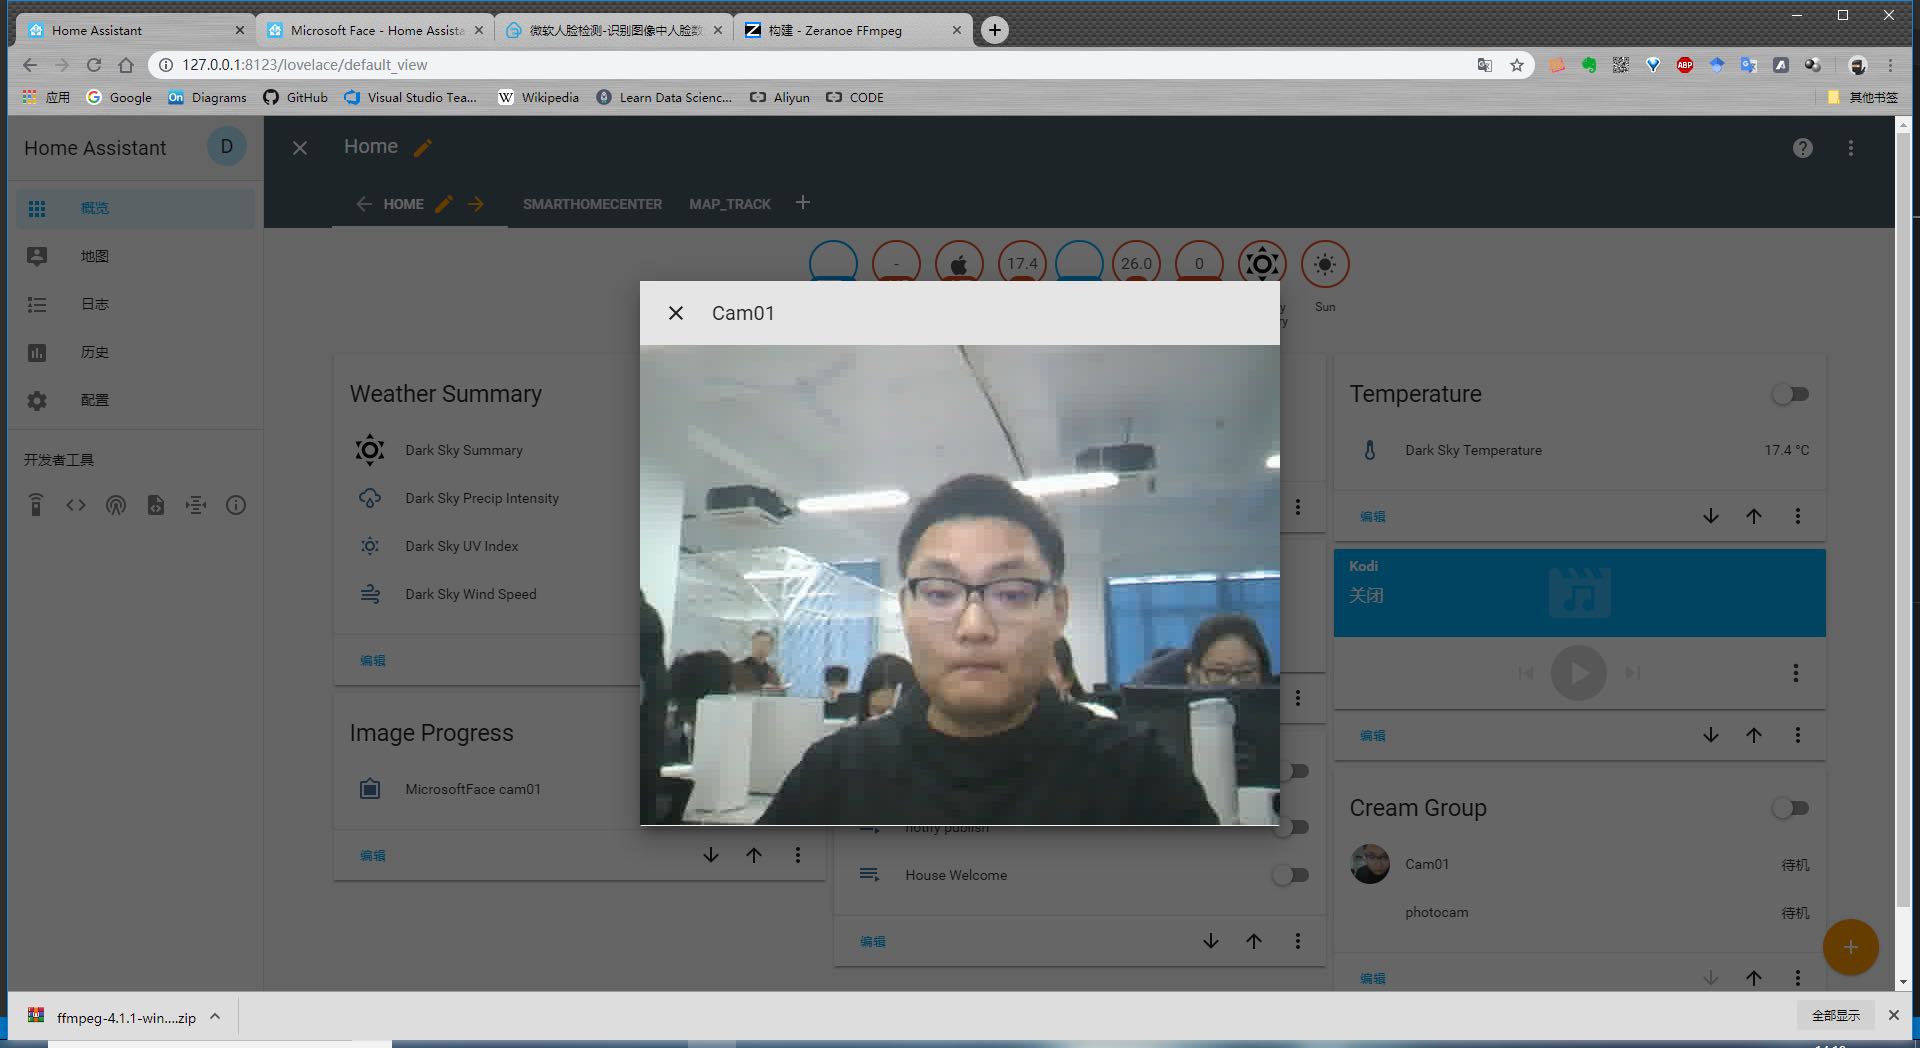 Home Assistant
Microsoft Face - Home Assista
微软人脸检测-识别图像中人脸数
构建 - Zeranoe FFmpeg
127.0.0.1:8123/lovelace/default_view
应用
Google
On Diagrams
GitHub
Visual Studio Tea...
W Wikipedia
Learn Data Scienc...
Aliyun
CODE
其他书签
ABP
Home Assistant
D
Home
概览
地图
日志
历史
配置
开发者工具
HOME
SMARTHOMECENTER
MAP_TRACK
-
17.4
26.0
0
Sun
Cam01
Weather Summary
Dark Sky Summary
Dark Sky Precip Intensity
Dark Sky UV Index
Dark Sky Wind Speed
编辑
Image Progress
MicrosoftFace cam01
编辑
notify publish
House Welcome
编辑
Temperature
Dark Sky Temperature
17.4 °C
编辑
Kodi
关闭
编辑
Cream Group
Cam01
待机
photocam
待机
编辑
ffmpeg-4.1.1-win....zip
全部显示